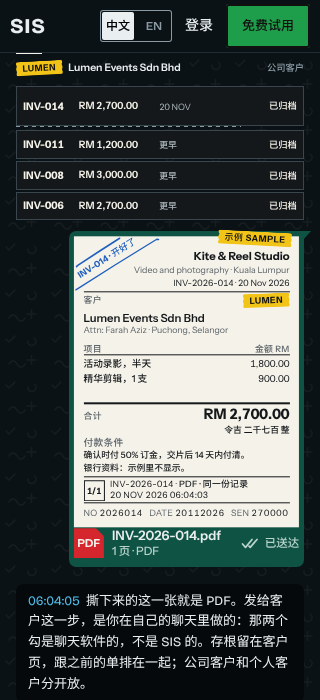 SIS 中文 EN 登录 免费试用
LUMEN Lumen Events Sdn Bhd 公司客户
INV-014 RM 2,700.00 20 NOV 已归档
INV-011 RM 1,200.00 更早 已归档
INV-008 RM 3,000.00 更早 已归档
INV-006 RM 2,700.00 更早 已归档
示例 SAMPLE
INV-014·开好了
Kite & Reel Studio
Video and photography·Kuala Lumpur
INV-2026-014·20 Nov 2026
客户 LUMEN
Lumen Events Sdn Bhd
Attn: Farah Aziz·Puchong, Selangor
项目 金额 RM
活动录影，半天 1,800.00
精华剪辑，1 支 900.00
合计 RM 2,700.00
令吉 二千七百 整
付款条件
确认时付 50% 订金，交片后 14 天内付清。
银行资料：示例里不显示。
1/1 INV-2026-014·PDF·同一份记录
20 NOV 2026 06:04:03
NO 2026014 DATE 20112026 SEN 270000
PDF INV-2026-014.pdf
1 页·PDF 已送达
06:04:05 撕下来的这一张就是 PDF。发给客
户这一步，是你在自己的聊天里做的：那两个
勾是聊天软件的，不是 SIS 的。存根留在客户
页，跟之前的单排在一起；公司客户和个人客
户分开放。